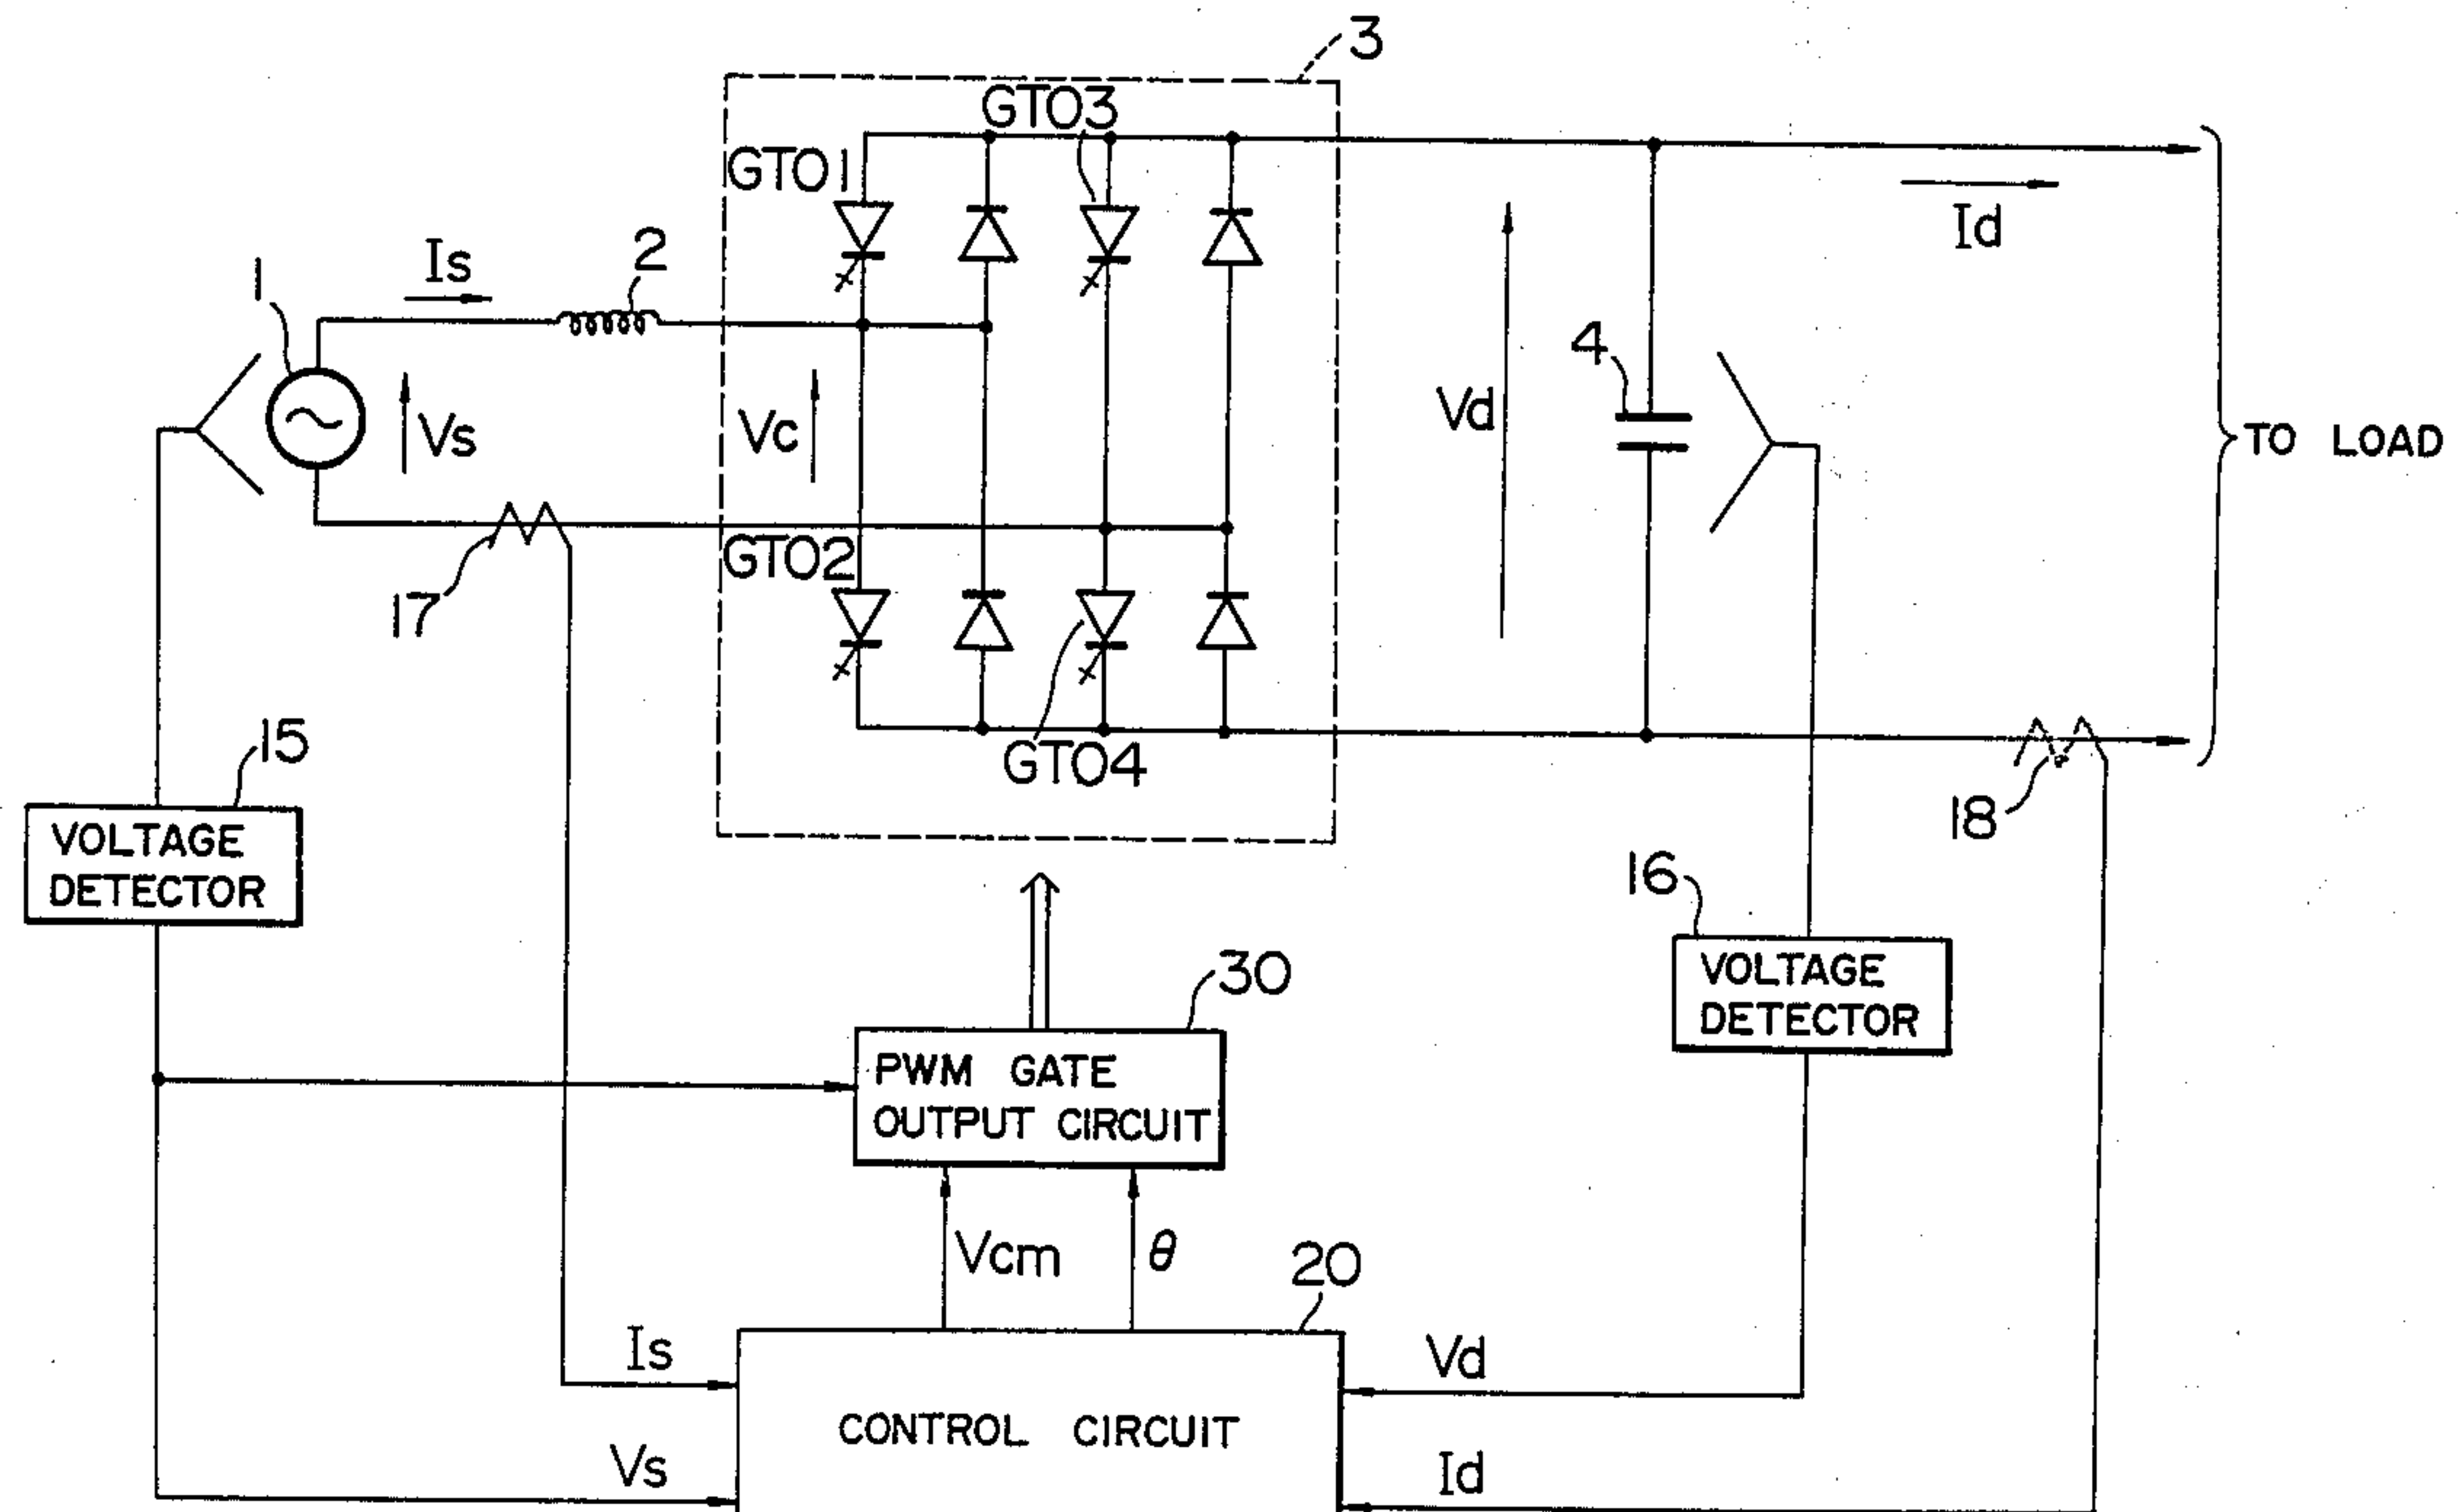 3
GTO3
GTO1
Id
Is
2
1
4
Vs
Vc
Vd
TO LOAD
GTO2
17
GTO4
15
18
VOLTAGE
DETECTOR
16
30
VOLTAGE
DETECTOR
PWM GATE
OUTPUT CIRCUIT
Vcm
θ
20
Is
Vd
CONTROL CIRCUIT
Vs
Id